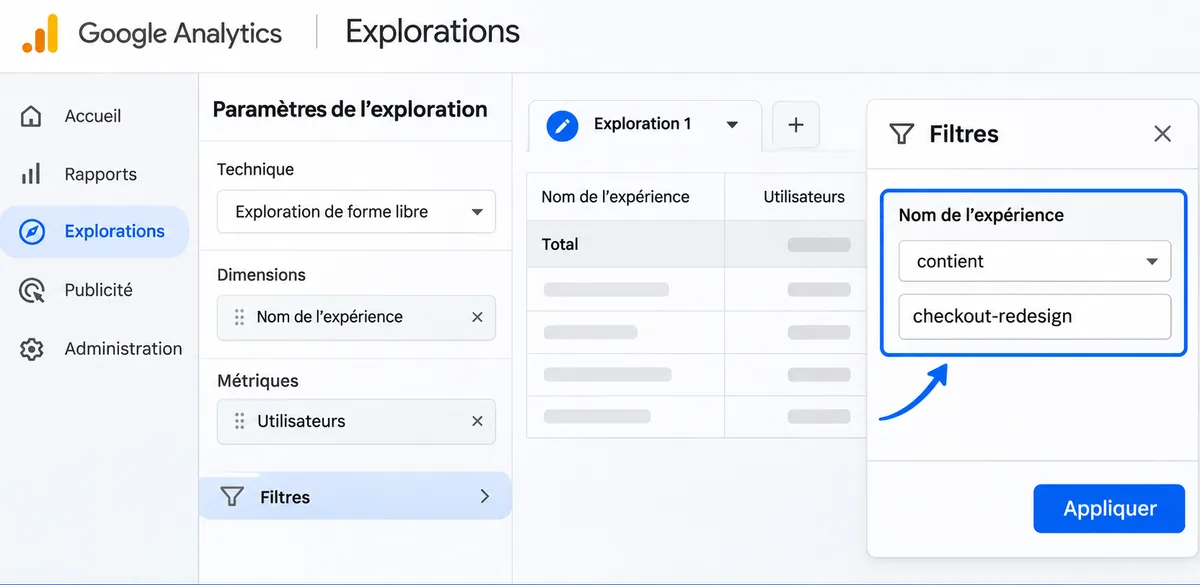 Google Analytics
Explorations
Accueil
Rapports
Explorations
Publicité
Administration
Paramètres de l’exploration
Technique
Exploration de forme libre
Dimensions
Nom de l’expérience
Métriques
Utilisateurs
Filtres
Exploration 1
Nom de l’expérience
Utilisateurs
Total
Filtres
Nom de l’expérience
contient
checkout-redesign
Appliquer